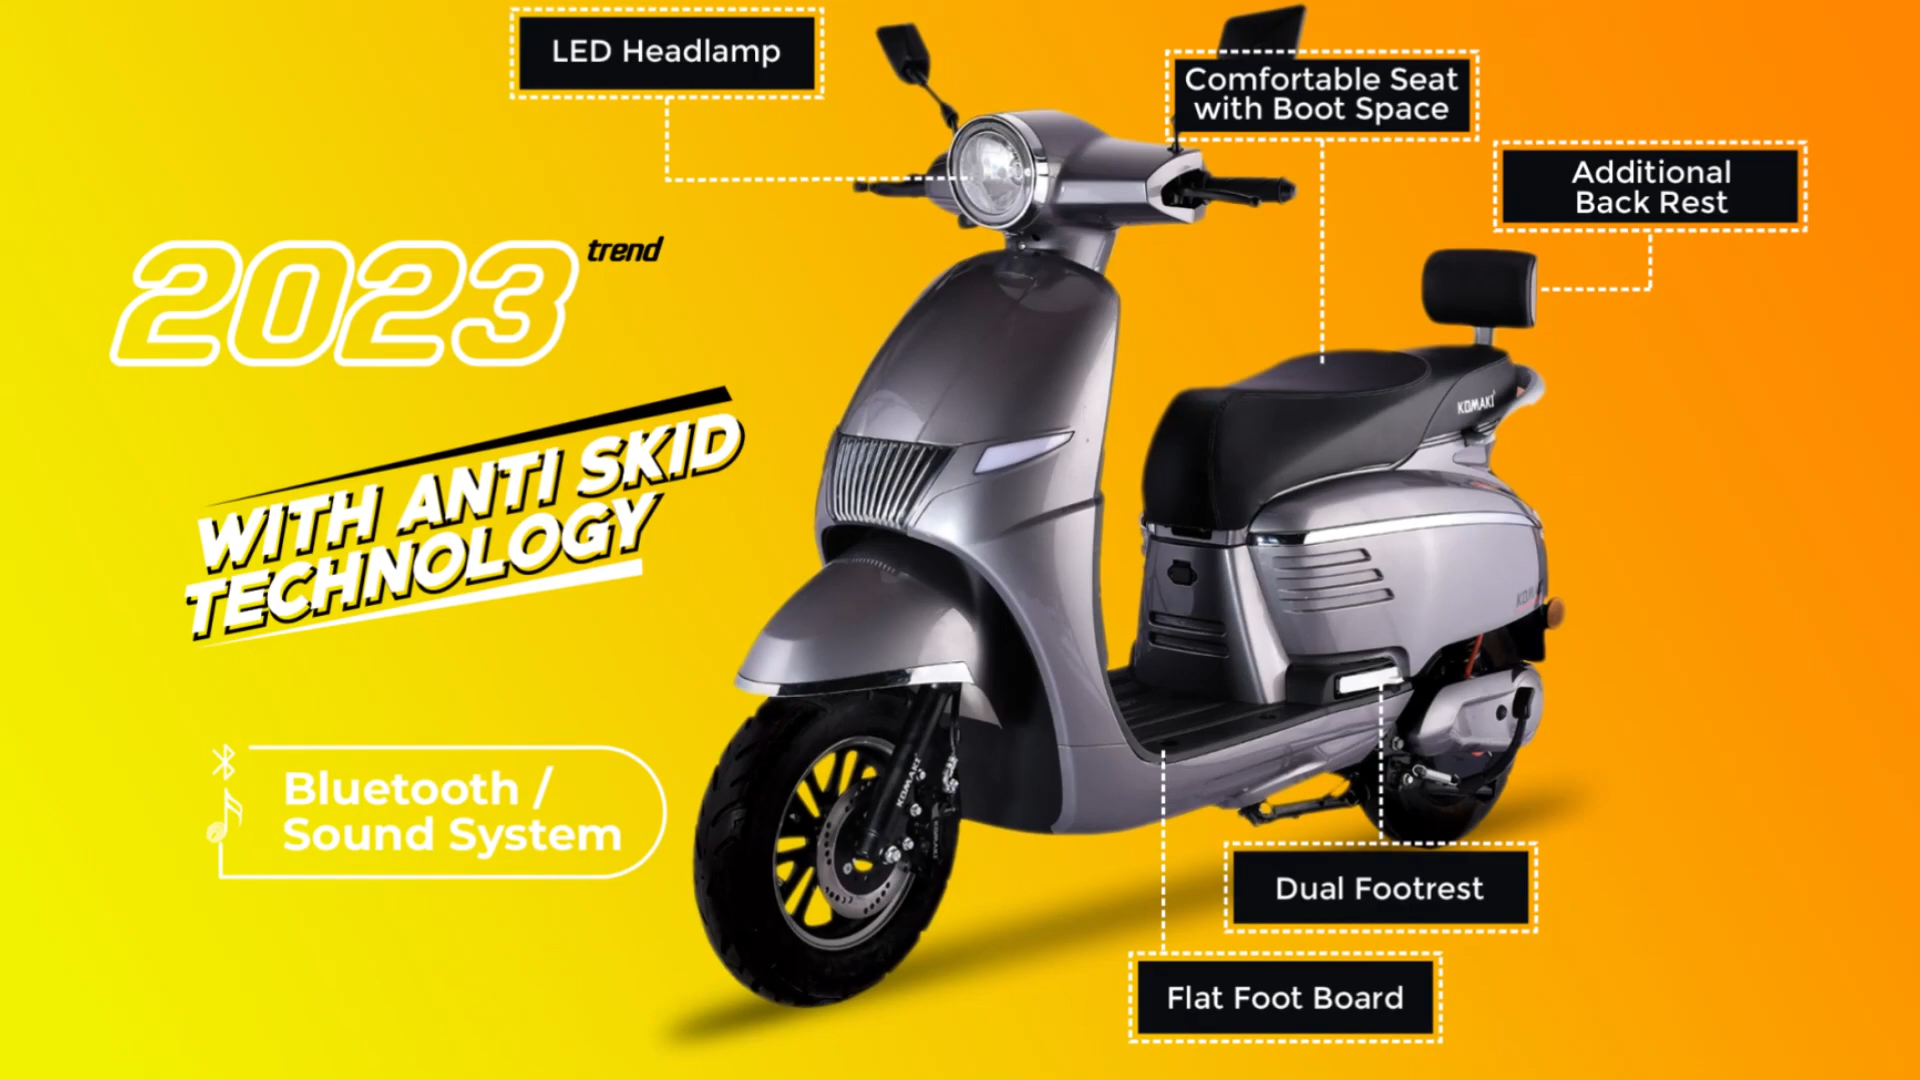 LED Headlamp
Comfortable Seat
with Boot Space
Additional
Back Rest
2023 trend
WITH ANTI SKID
TECHNOLOGY
KOMAKI
Bluetooth /
Sound System
KOMAKI
Dual Footrest
Flat Foot Board